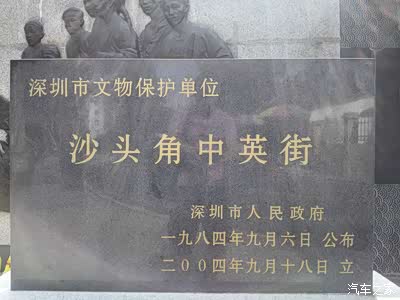 深圳市文物保护单位
沙头角中英街
深圳市人民政府
一九八四年九月六日 公布
二〇〇四年九月十八日 立
汽车之家